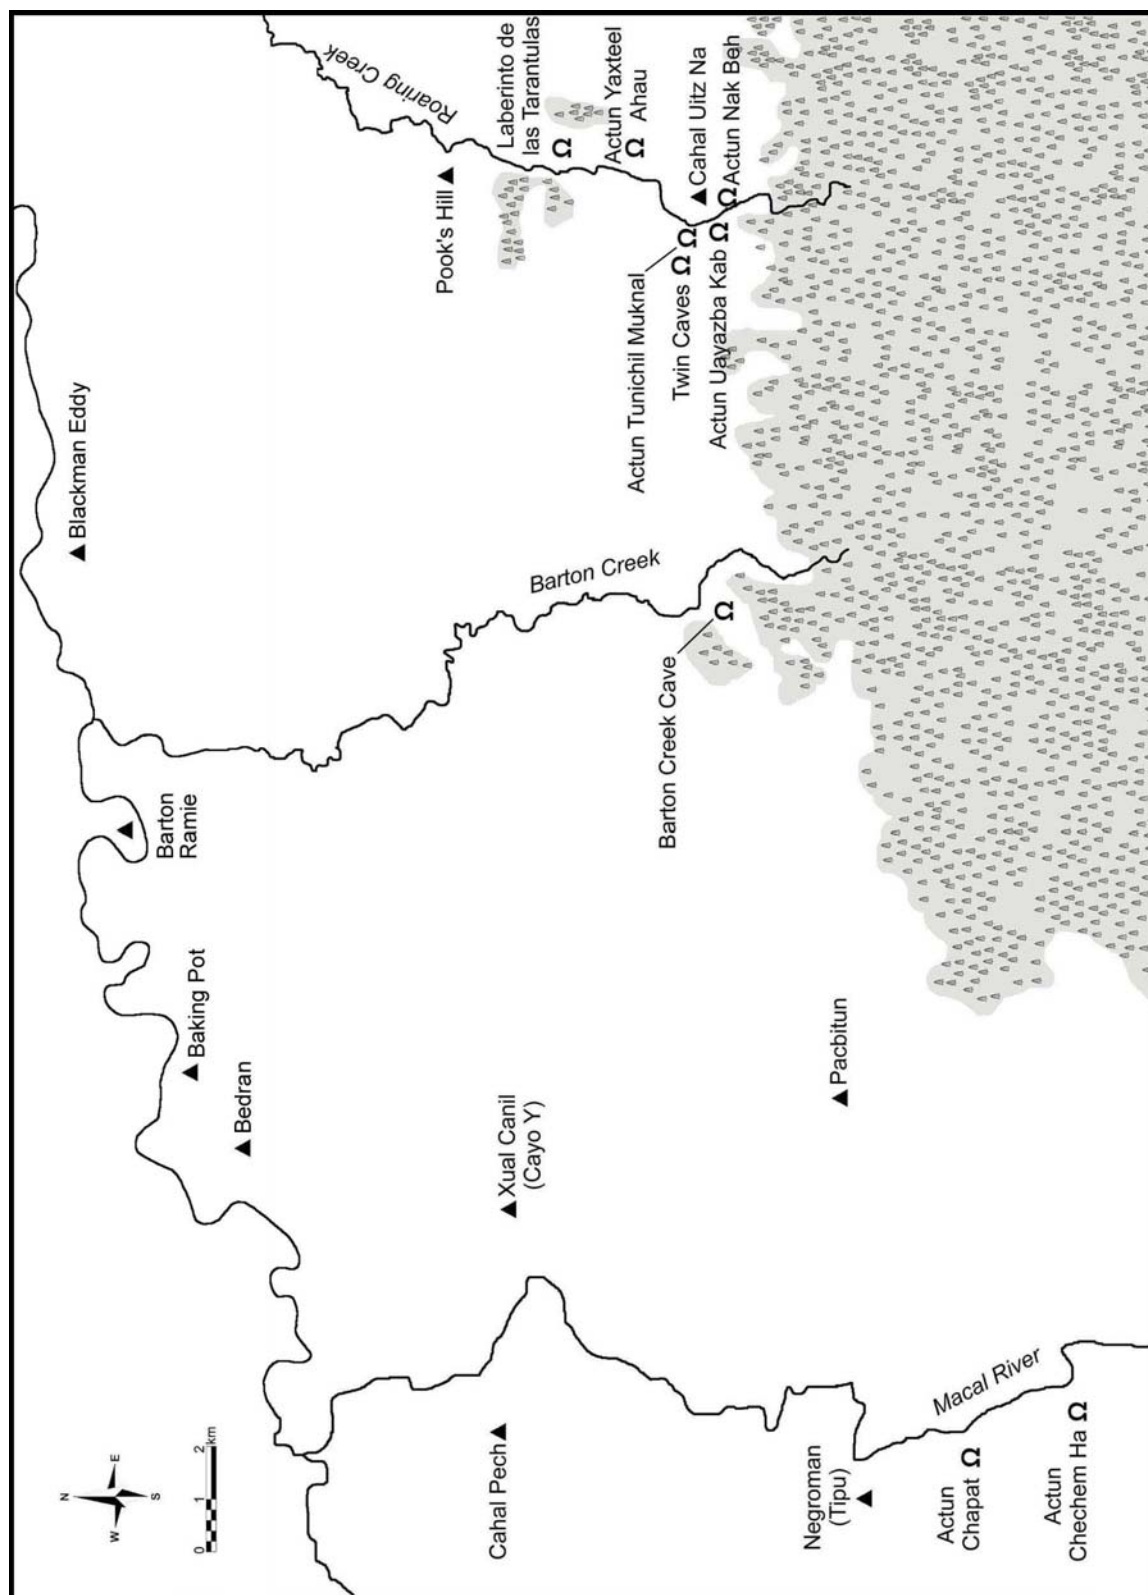 N
W
E
S
0
1
2
km
Blackman Eddy
Barton
Ramie
Baking Pot
Bedran
Roaring Creek
Pook's Hill
Laberinto de
las Tarantulas
Actun Yaxteel
Ahau
Cahal Uitz Na
Actun Nak Beh
Actun Tunichil Muknal
Twin Caves
Actun Uayazba Kab
Barton Creek
Barton Creek Cave
Xual Canil
(Cayo Y)
Cahal Pech
Pacbitun
Negroman
(Tipu)
Macal River
Actun
Chapat
Actun
Chechem Ha